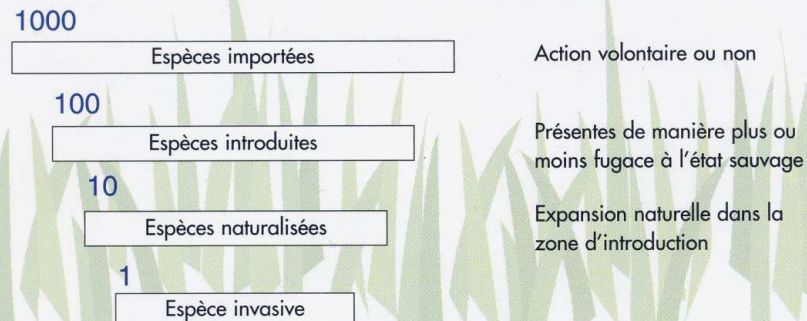 1000
Espèces importées
Action volontaire ou non
100
Espèces introduites
Présentes de manière plus ou
moins fugace à l'état sauvage
10
Espèces naturalisées
Expansion naturelle dans la
zone d'introduction
1
Espèce invasive